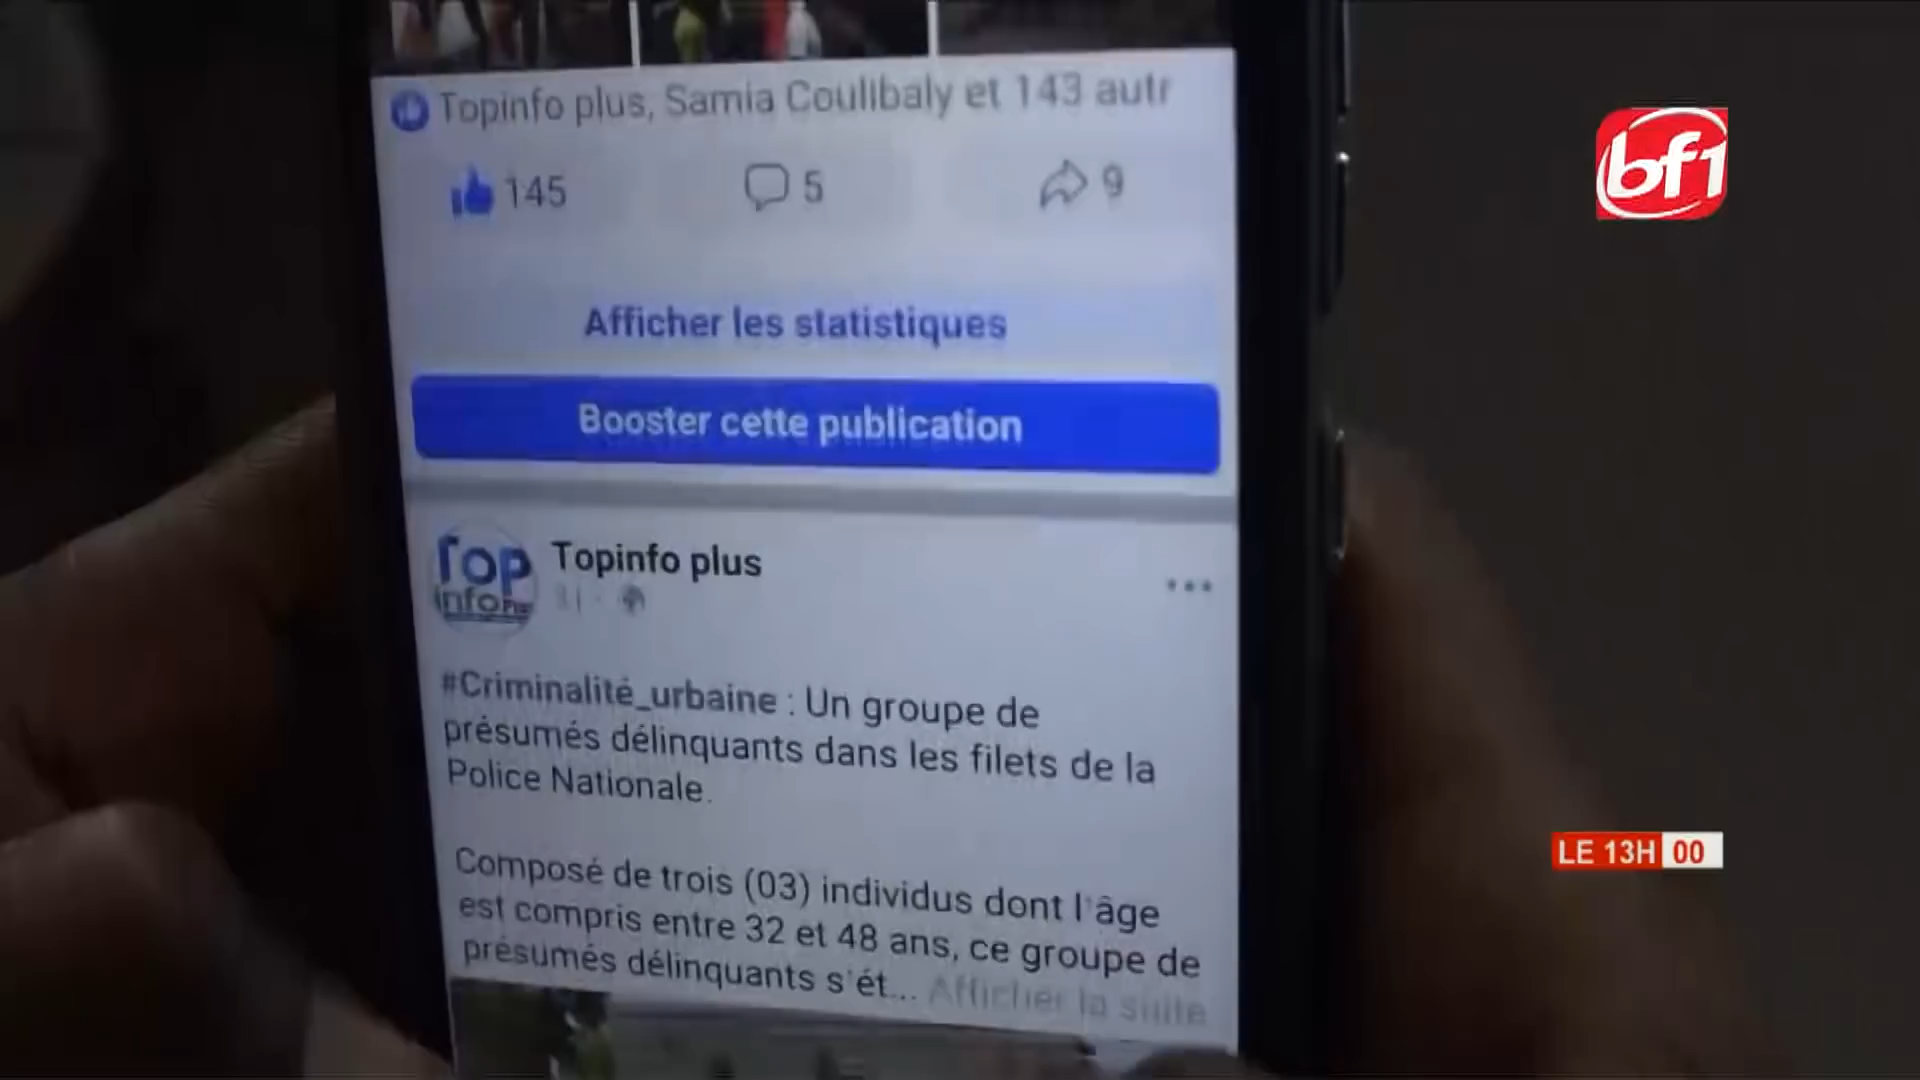 Topinfo plus, Samia Coulibaly et 143 autr
145
5
9
bf1
Afficher les statistiques
Booster cette publication
TOP
info Plus
Topinfo plus
3 j
#Criminalité_urbaine : Un groupe de
présumés délinquants dans les filets de la
Police Nationale.
LE 13H 00
Composé de trois (03) individus dont l'âge
est compris entre 32 et 48 ans, ce groupe de
présumés délinquants s'ét... Afficher la suite